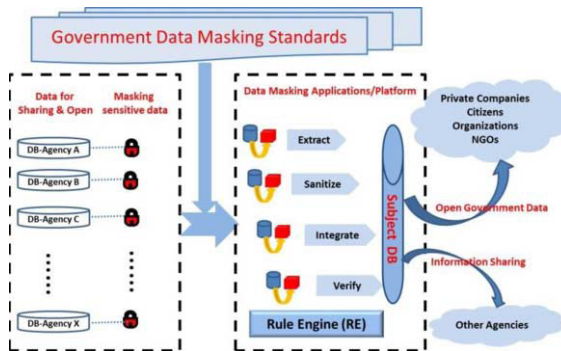 Government Data Masking Standards
Data for
Sharing & Open
Masking
sensitive data
DB-Agency A
DB-Agency B
DB-Agency C
DB-Agency X
Data Masking Applications/Platform
Extract
Sanitize
Integrate
Verify
Subject DB
Rule Engine (RE)
Private Companies
Citizens
Organizations
NGOs
Open Government Data
Information Sharing
Other Agencies